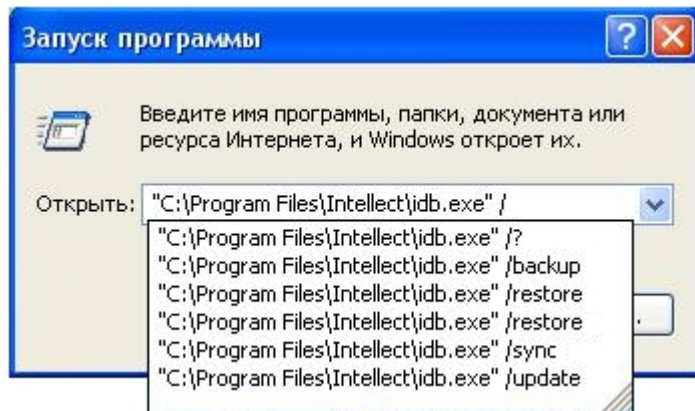 Запуск программы
Введите имя программы, папки, документа или
ресурса Интернета, и Windows откроет их.
Открыть: "C:\Program Files\Intellect\idb.exe" /
"C:\Program Files\Intellect\idb.exe" /?
"C:\Program Files\Intellect\idb.exe" /backup
"C:\Program Files\Intellect\idb.exe" /restore
"C:\Program Files\Intellect\idb.exe" /restore
"C:\Program Files\Intellect\idb.exe" /sync
"C:\Program Files\Intellect\idb.exe" /update